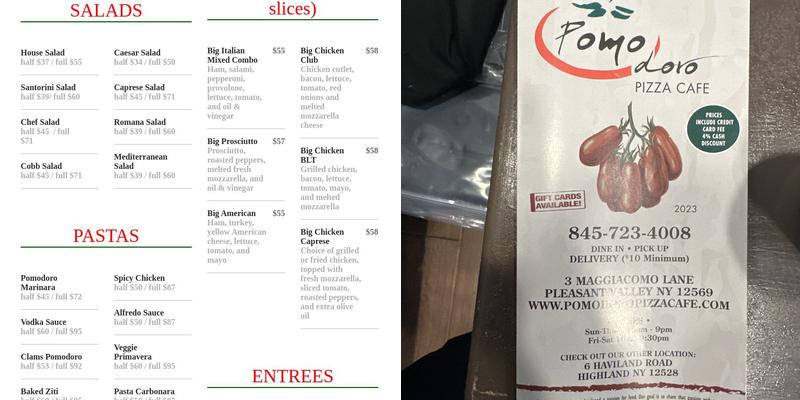 SALADS
House Salad
half $37 / full $55
Santorini Salad
half $39/ full $60
Chef Salad
half $45 / full
$71
Cobb Salad
half $45 / full $71
Caesar Salad
half $34 / full $50
Caprese Salad
half $45 / full $71
Romana Salad
half $39 / full $60
Mediterranean
Salad
half $39 / full $60
PASTAS
Pomodoro
Marinara
half $45 / full $72
Vodka Sauce
half $60 / full $95
Clams Pomodoro
half $53 / full $92
Baked Ziti
Spicy Chicken
half $50 / full $87
Alfredo Sauce
half $50 / full $87
Veggie
Primavera
half $60 / full $95
Pasta Carbonara
slices)
Big Italian $55
Mixed Combo
Ham, salami,
pepperoni,
provolone,
lettuce, tomato,
and oil &
vinegar
Big Prosciutto $57
Prosciutto,
roasted peppers,
melted fresh
mozzarella, and
oil & vinegar
Big American $55
Ham, turkey,
yellow American
cheese, lettuce,
tomato, and
mayo
Big Chicken $58
Club
Chicken cutlet,
bacon, lettuce,
tomato, red
onions and
melted
mozzarella
cheese
Big Chicken $58
BLT
Grilled chicken,
bacon, lettuce,
tomato, mayo,
and melted
mozzarella
Big Chicken $58
Caprese
Choice of grilled
or fried chicken,
topped with
fresh mozzarella,
sliced tomato,
roasted peppers,
and extra olive
oil
ENTREES
Pomo
doro
PIZZA CAFE
PRICES
INCLUDE CREDIT
CARD FEE
4% CASH
DISCOUNT
GIFT CARDS
AVAILABLE!
2023
845-723-4008
DINE IN • PICK UP
DELIVERY ($10 Minimum)
3 MAGGIACOMO LANE
PLEASANT VALLEY NY 12569
Sun-Th - 9pm
Fri-Sat 9:30pm
CHECK OUT OUR OTHER LOCATION:
6 HAVILAND ROAD
HIGHLAND NY 12528